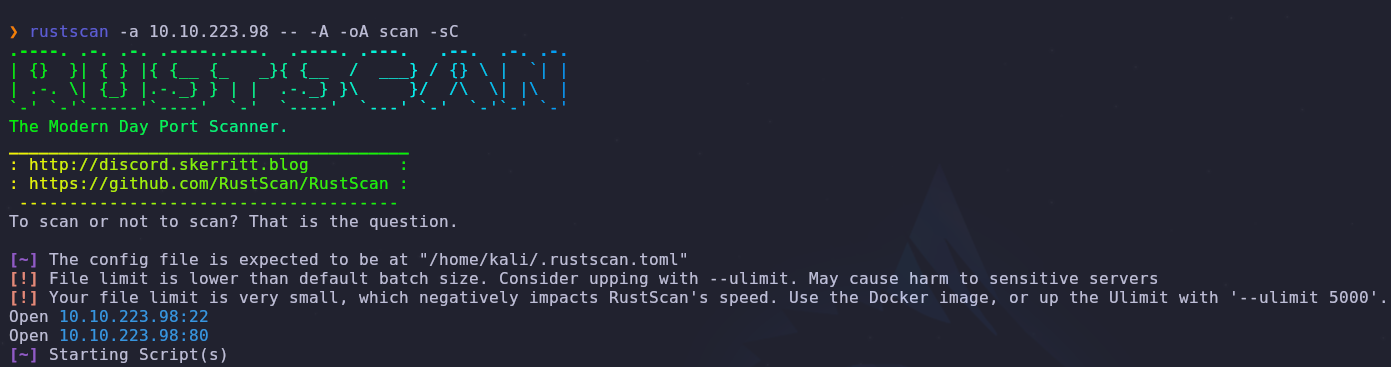 ❯ rustscan -a 10.10.223.98 -- -A -oA scan -sC
.----. .-. .-. .----..---.  .----. .---.   .--.  .-. .-.
| {}  }| { } |{ {__ {_   _}{ {__  /  ___} / {} \ |  `| |
| .-. \| {_} |.-._} } | |  .-._} }\     }/  /\  \| |\  |
`-' `-'`-----'`----'  `-'  `----'  `---' `-'  `-'`-' `-'
The Modern Day Port Scanner.
________________________________________
: http://discord.skerritt.blog         :
: https://github.com/RustScan/RustScan :
 --------------------------------------
To scan or not to scan? That is the question.
[~] The config file is expected to be at "/home/kali/.rustscan.toml"
[!] File limit is lower than default batch size. Consider upping with --ulimit. May cause harm to sensitive servers
[!] Your file limit is very small, which negatively impacts RustScan's speed. Use the Docker image, or up the Ulimit with '--ulimit 5000'.
Open 10.10.223.98:22
Open 10.10.223.98:80
[~] Starting Script(s)